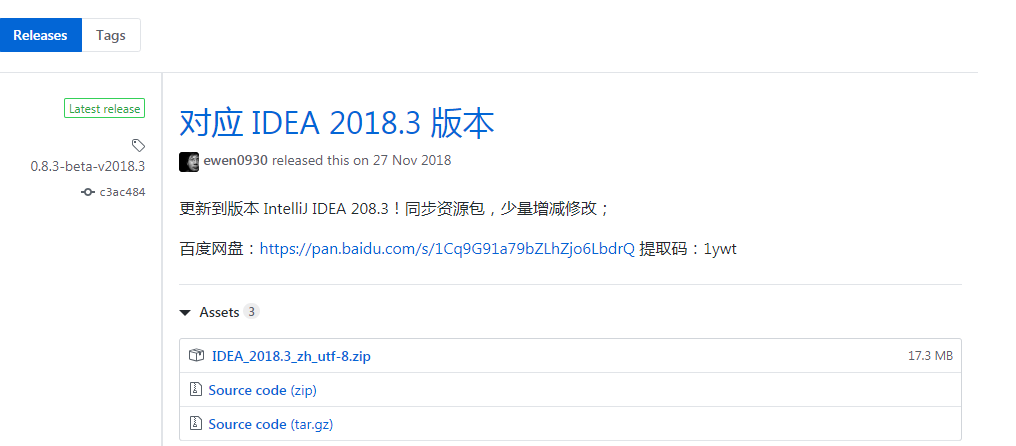 Releases Tags
Latest release
对应 IDEA 2018.3 版本
0.8.3-beta-v2018.3
ewen0930 released this on 27 Nov 2018
c3ac484
更新到版本 IntelliJ IDEA 208.3！同步资源包，少量增减修改；
百度网盘：https://pan.baidu.com/s/1Cq9G91a79bZLhZjo6LbdrQ 提取码：1ywt
Assets 3
IDEA_2018.3_zh_utf-8.zip 17.3 MB
Source code (zip)
Source code (tar.gz)